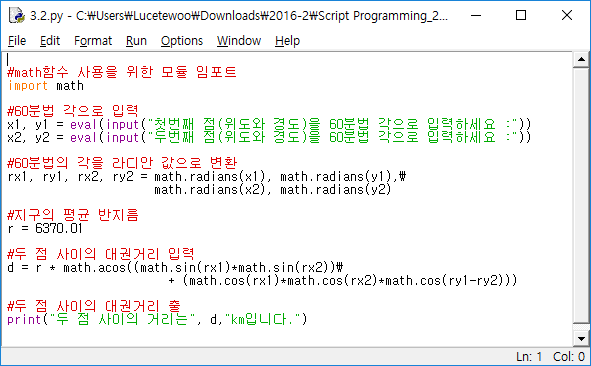 3.2.py - C:₩Users₩Lucetewoo₩Downloads₩2016-2₩Script Programming_2...
File Edit Format Run Options Window Help
#math함수 사용을 위한 모듈 임포트
import math
#60분법 각으로 입력
x1, y1 = eval(input("첫번째 점(위도와 경도)을 60분법 각으로 입력하세요 :"))
x2, y2 = eval(input("두번째 점(위도와 경도)을 60분법 각으로 입력하세요 :"))
#60분법의 각을 라디안 값으로 변환
rx1, ry1, rx2, ry2 = math.radians(x1), math.radians(y1),₩
math.radians(x2), math.radians(y2)
#지구의 평균 반지름
r = 6370.01
#두 점 사이의 대권거리 입력
d = r * math.acos((math.sin(rx1)*math.sin(rx2))₩
+ (math.cos(rx1)*math.cos(rx2)*math.cos(ry1-ry2)))
#두 점 사이의 대권거리 출
print("두 점 사이의 거리는", d,"km입니다.")
Ln: 1 Col: 0